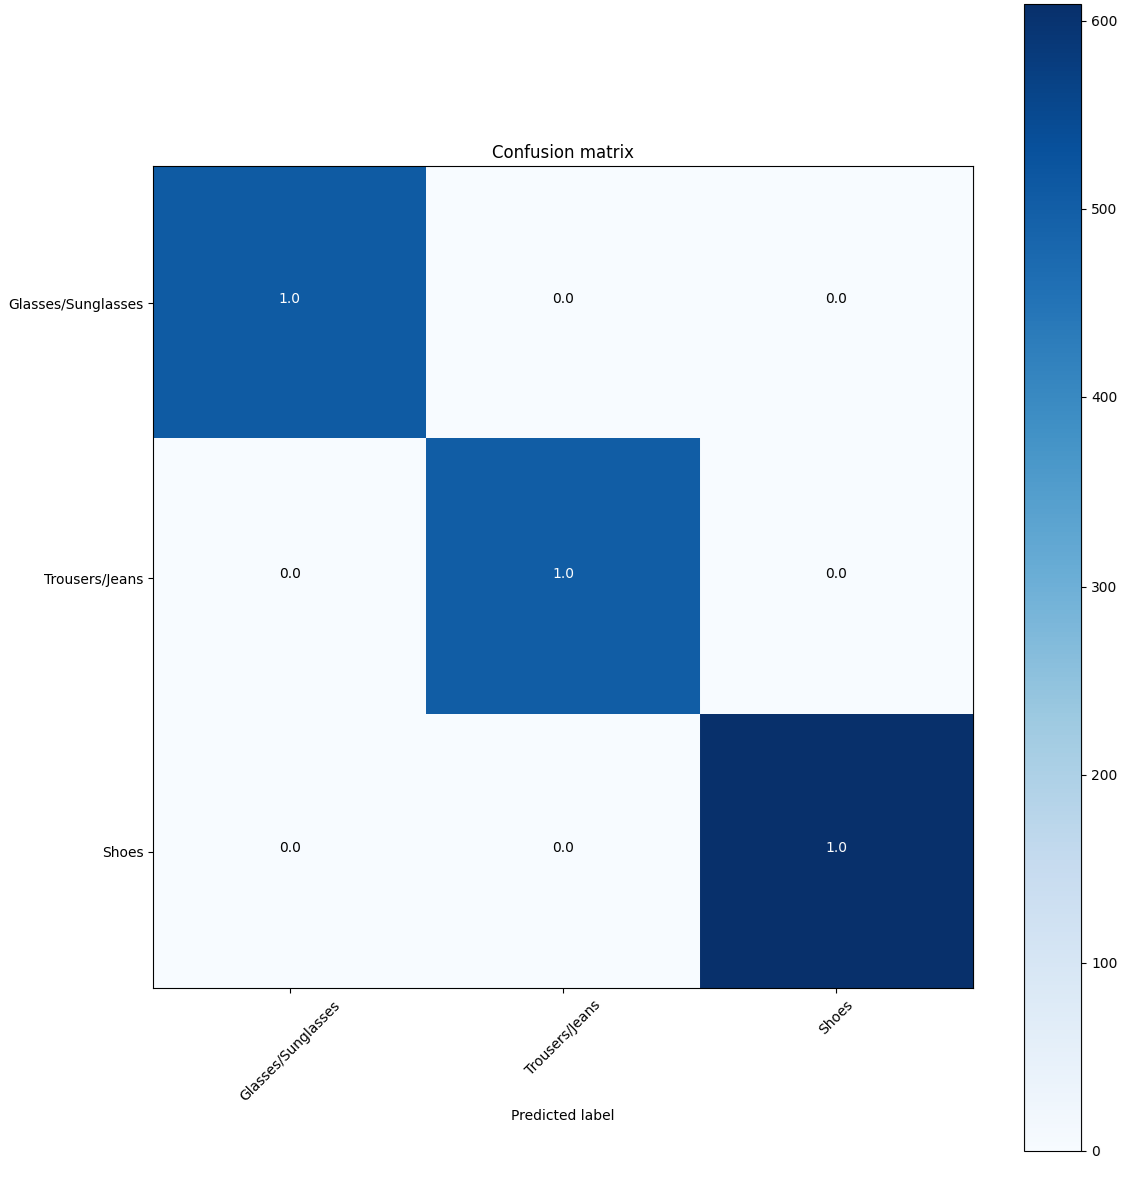 Confusion matrix
Glasses/Sunglasses
1.0 0.0 0.0
Trousers/Jeans
0.0 1.0 0.0
Shoes
0.0 0.0 1.0
Glasses/Sunglasses
Trousers/Jeans
Shoes
Predicted label
600
500
400
300
200
100
0